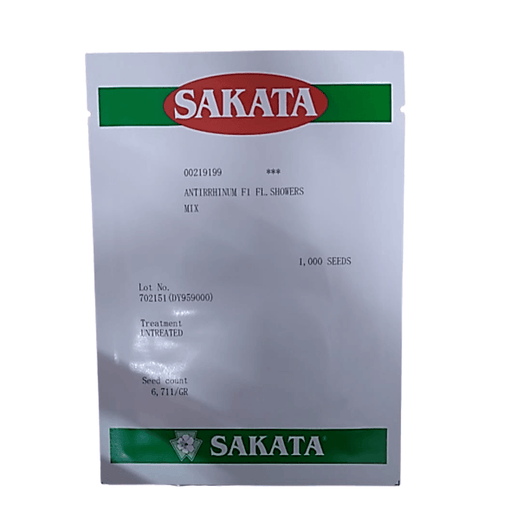 SAKATA
00219199 ***
ANTIRRHINUM F1 FL.SHOWERS
MIX
1,000 SEEDS
Lot No.
702151(DY959000)
Treatment
UNTREATED
Seed count
6,711/GR
SAKATA